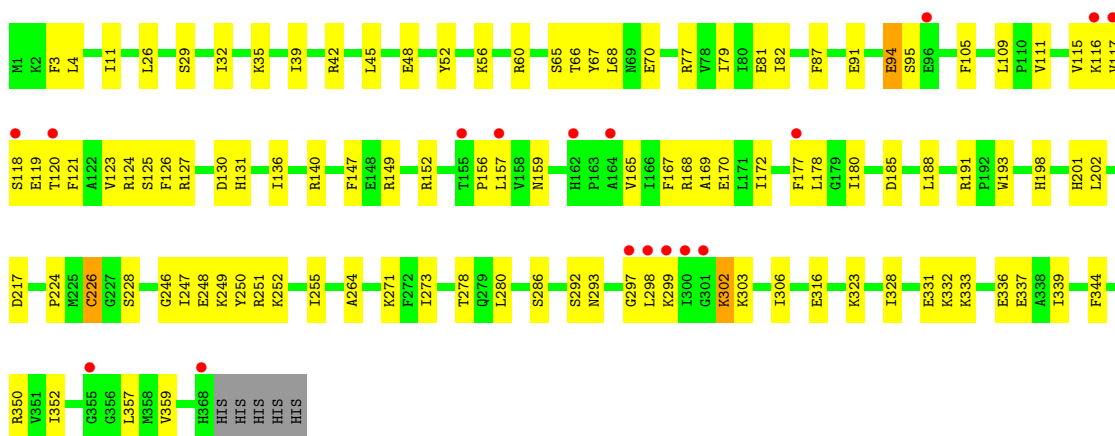 M1 K2 F3 L4 I11 L26 S29 I32 K35 I39 R42 L45 E48 Y52 K56 R60 S65 T66 Y67 L68 N69 E70 R77 V78 I79 I80 E81 I82 F87 E91 E94 S95 E96 F105 L109 P110 V111 V115 K116 V117
S118 E119 T120 F121 A122 V123 R124 S125 F126 R127 D130 H131 I136 R140 F147 E148 R149 R152 T155 P156 L157 V158 N159 H162 P163 A164 V165 I166 F167 R168 A169 E170 L171 I172 F177 L178 G179 I180 D185 L188 R191 P192 W193 H198 H201 L202
D217 P224 M225 C226 G227 S228 G246 I247 E248 K249 Y250 R251 K252 I255 A264 K271 F272 I273 T278 Q279 L280 S286 S292 N293 G297 L298 K299 I300 G301 K302 K303 I306 E316 K323 I328 E331 K332 K333 E336 E337 A338 I339 F344
R350 V351 I352 G355 G356 L357 M358 V359 H368 HIS HIS HIS HIS HIS